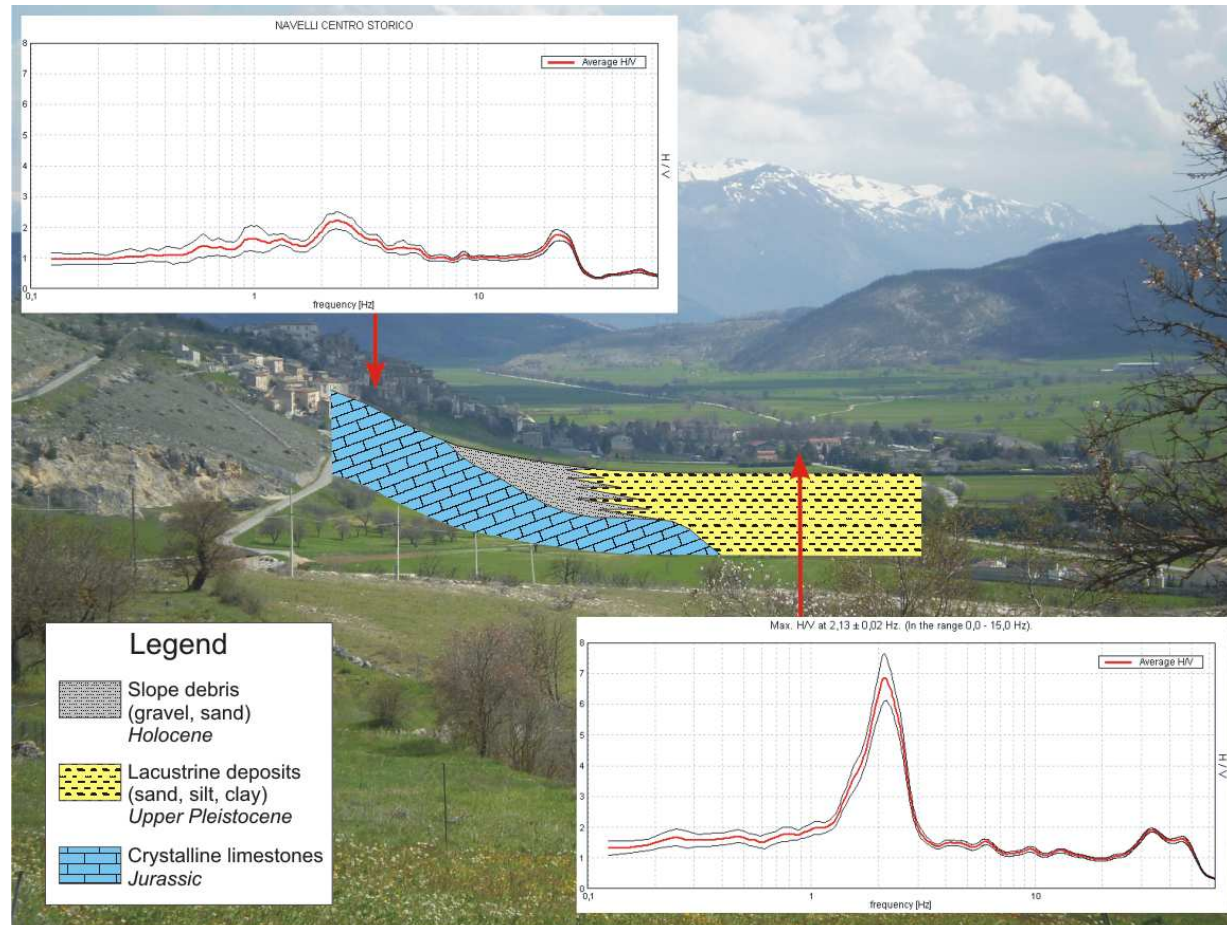 NAVELLI CENTRO STORICO
8
7
6
5
4
3
2
1
0
Average H/V
H / V
0,1 1 10
frequency [Hz]
Legend
Slope debris
(gravel, sand)
Holocene
Lacustrine deposits
(sand, silt, clay)
Upper Pleistocene
Crystalline limestones
Jurassic
Max. H/V at 2,13 ± 0,02 Hz. (In the range 0,0 - 15,0 Hz).
8
7
6
5
4
3
2
1
0
Average H/V
H / V
0,1 1 10
frequency [Hz]